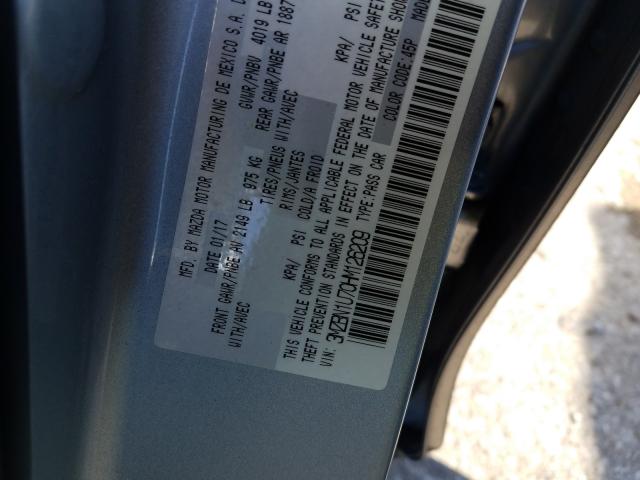 MFD. BY MAZDA MOTOR MANUFACTURING DE MEXICO S.A. D
DATE 01/17 GVWR/PNBV 4019 LB
FRONT GAWR/PNBE AV 2149 LB 975 KG REAR GAWR/PNBE AR 1887
WITH/AVEC TIRES/PNEUS WITH/AVEC
RIMS/JANTES
KPA/ PSI COLD/A FROID KPA/ PSI
THIS VEHICLE CONFORMS TO ALL APPLICABLE FEDERAL MOTOR VEHICLE SAFETY
THEFT PREVENTION STANDARDS IN EFFECT ON THE DATE OF MANUFACTURE SHO
VIN: 3MZBN1U70HM126209 TYPE:PASS CAR COLOR CODE:45P MADE